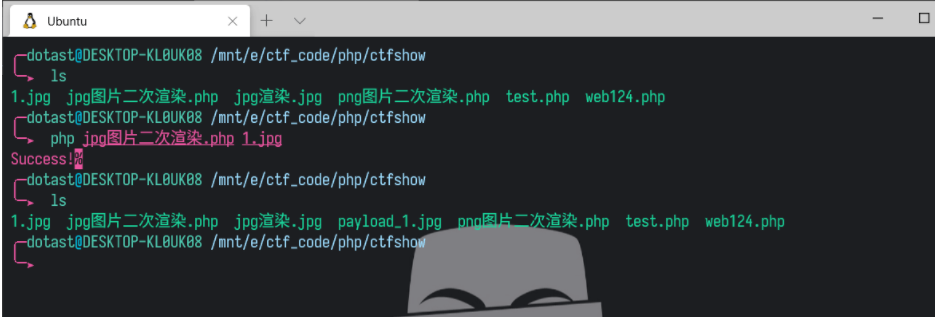 Ubuntu
dotast@DESKTOP-KL0UK08 /mnt/e/ctf_code/php/ctfshow
ls
1.jpg jpg图片二次渲染.php jpg渲染.jpg png图片二次渲染.php test.php web124.php
dotast@DESKTOP-KL0UK08 /mnt/e/ctf_code/php/ctfshow
php jpg图片二次渲染.php 1.jpg
Success!%
dotast@DESKTOP-KL0UK08 /mnt/e/ctf_code/php/ctfshow
ls
1.jpg jpg图片二次渲染.php jpg渲染.jpg payload_1.jpg png图片二次渲染.php test.php web124.php
dotast@DESKTOP-KL0UK08 /mnt/e/ctf_code/php/ctfshow